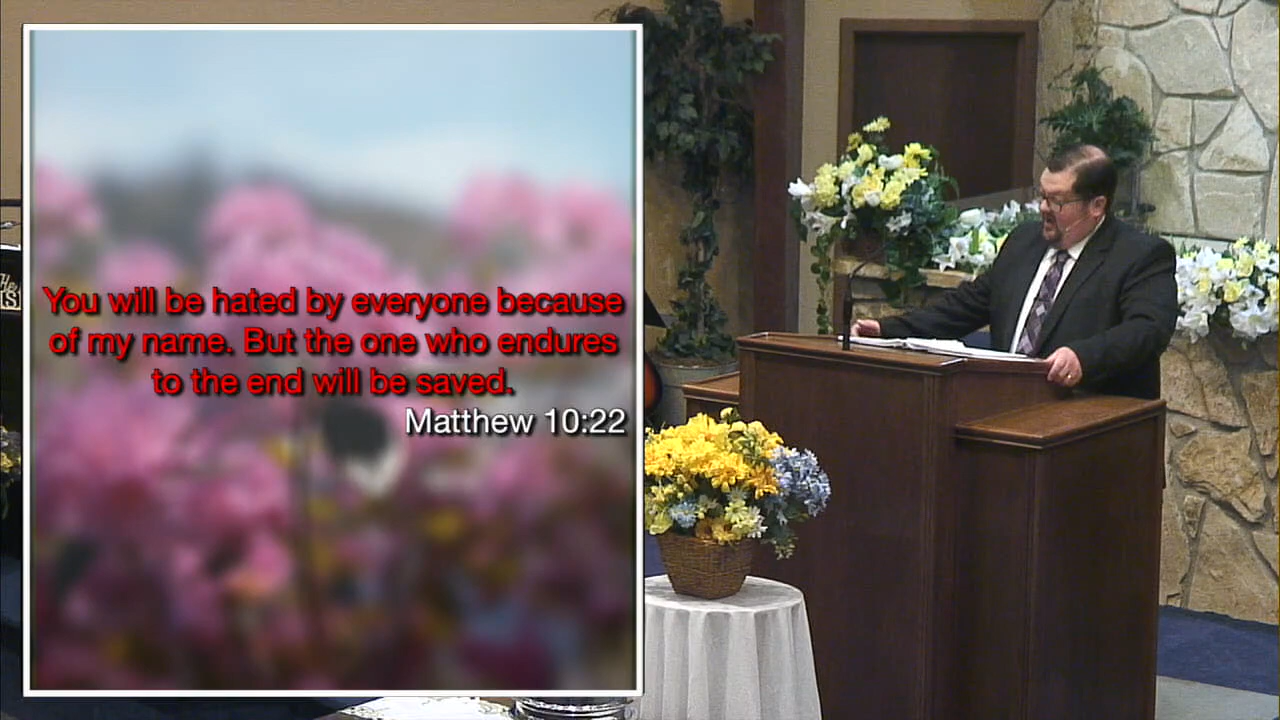 You will be hated by everyone because
of my name. But the one who endures
to the end will be saved.
Matthew 10:22